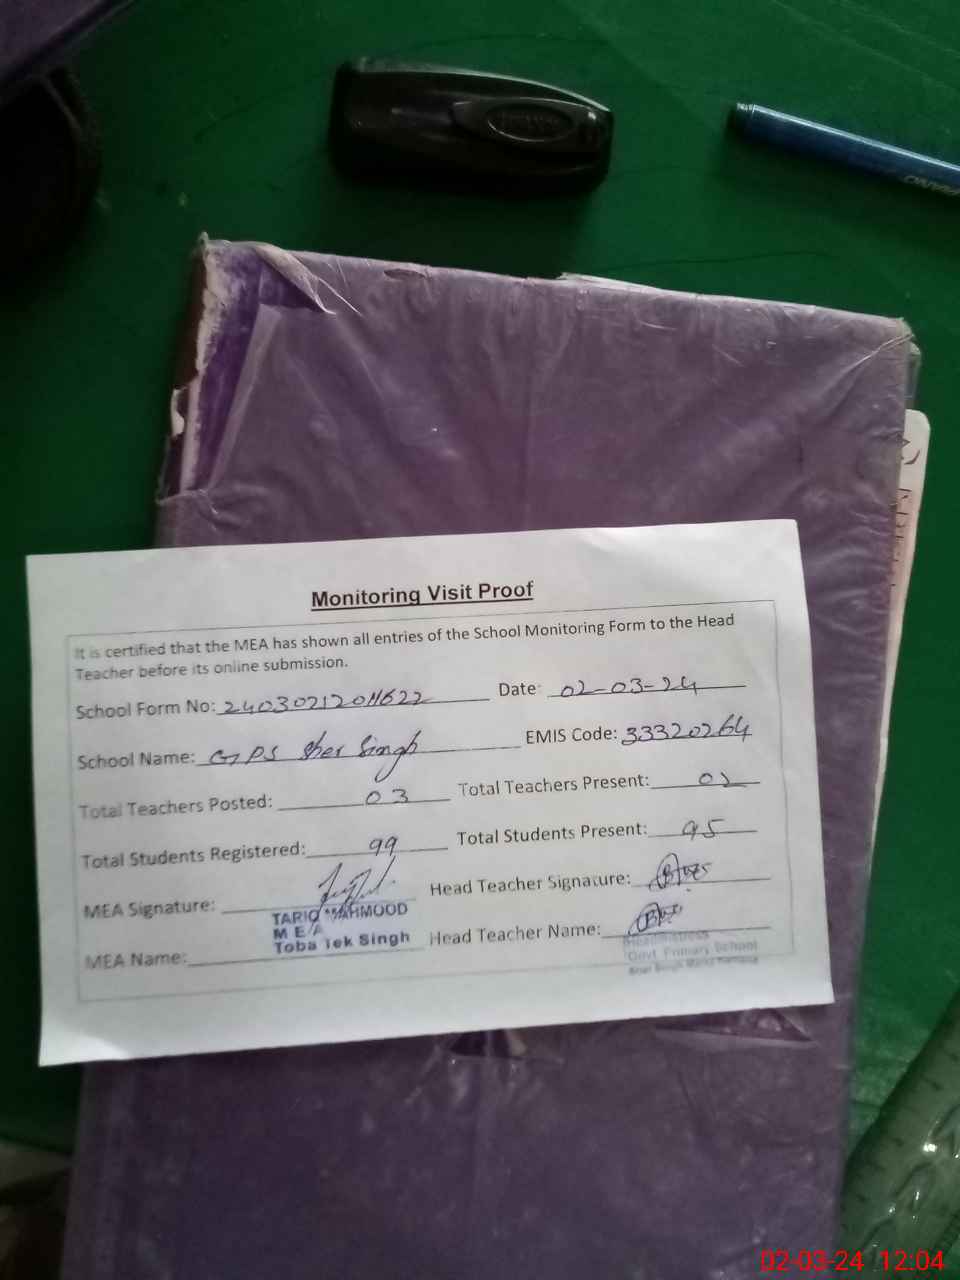 Monitoring Visit Proof
It is certified that the MEA has shown all entries of the School Monitoring Form to the Head
Teacher before its online submission.
School Form No: 24030212011622 Date: 02-03-24
School Name: GPS Sher Singh EMIS Code: 33320264
Total Teachers Posted: 03 Total Teachers Present: 02
Total Students Registered: 99 Total Students Present: 95
MEA Signature: Head Teacher Signature:
TARIQ MAHMOOD
M E A
Toba Tek Singh
MEA Name: Head Teacher Name:
Headmistress
Govt. Primary School
02-03-24 12:04